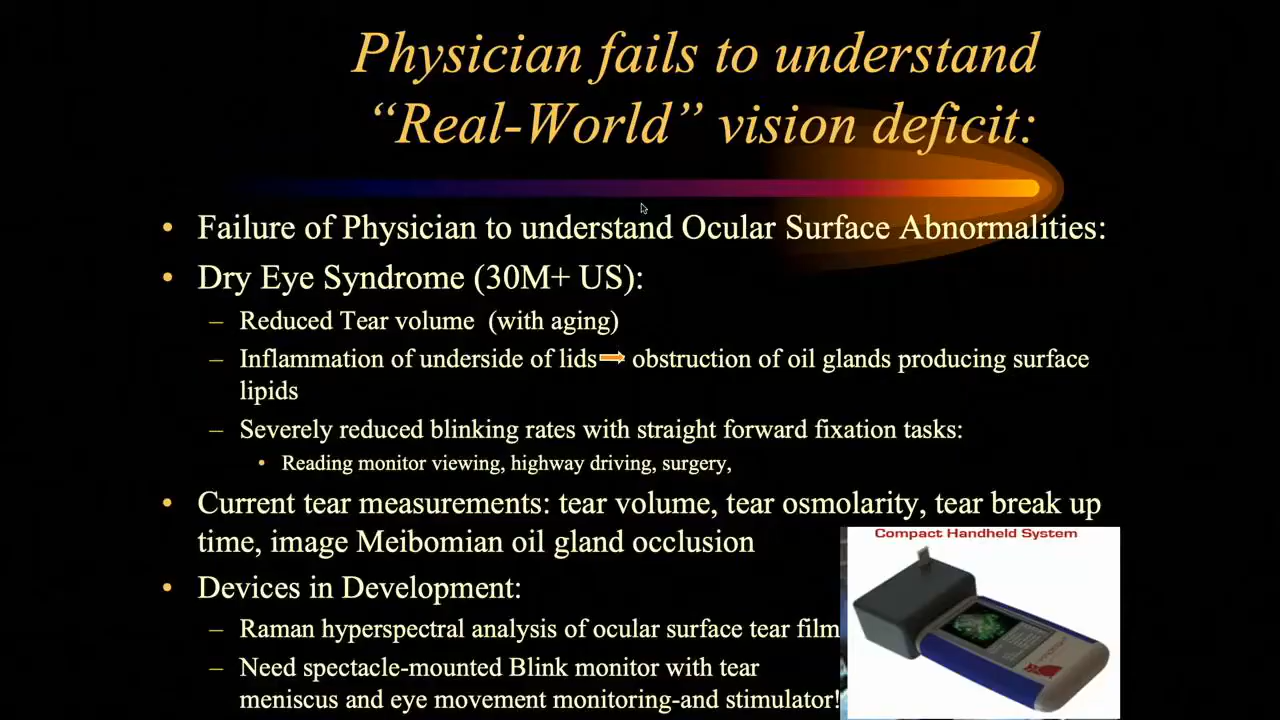 Physician fails to understand
“Real-World” vision deficit:
• Failure of Physician to understand Ocular Surface Abnormalities:
• Dry Eye Syndrome (30M+ US):
– Reduced Tear volume (with aging)
– Inflammation of underside of lids obstruction of oil glands producing surface
lipids
– Severely reduced blinking rates with straight forward fixation tasks:
• Reading monitor viewing, highway driving, surgery,
• Current tear measurements: tear volume, tear osmolarity, tear break up
time, image Meibomian oil gland occlusion
Compact Handheld System
• Devices in Development:
– Raman hyperspectral analysis of ocular surface tear film
– Need spectacle-mounted Blink monitor with tear
meniscus and eye movement monitoring-and stimulator!